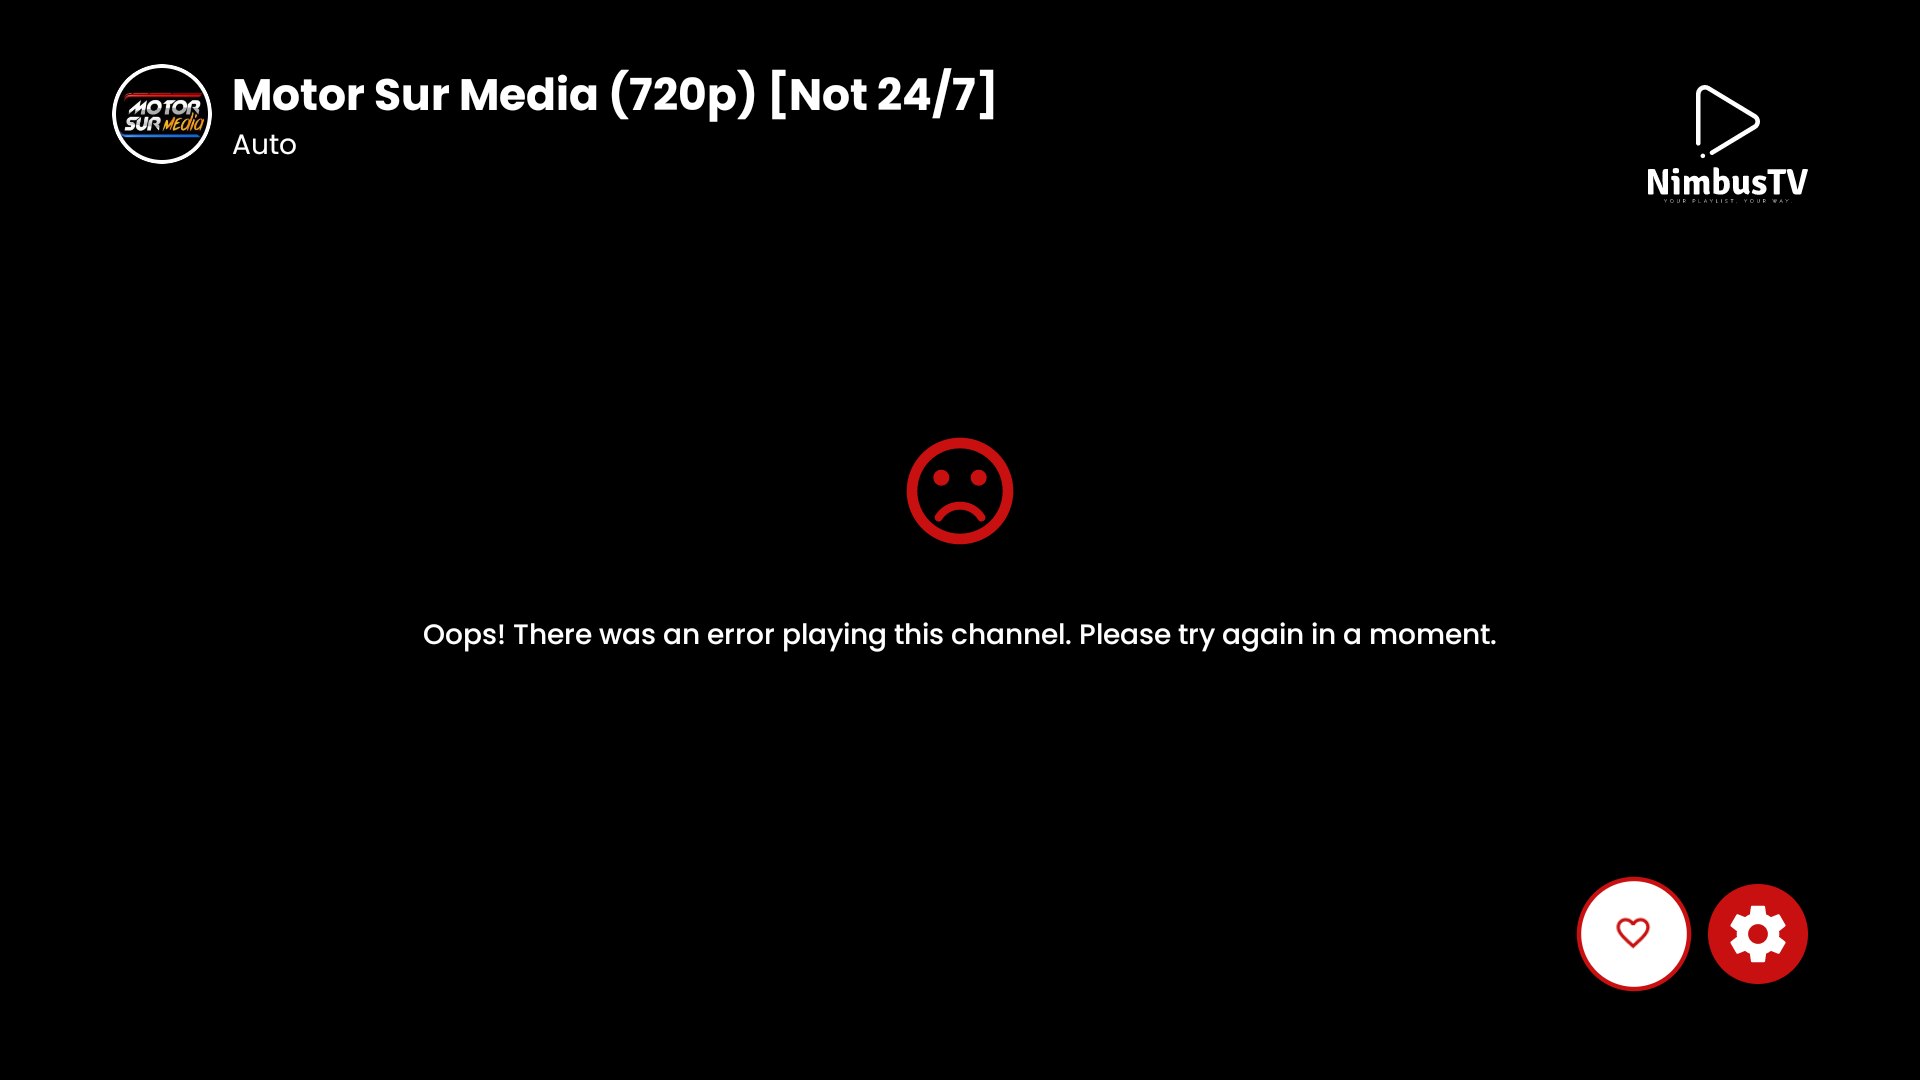 MOTOR
SUR Media
Motor Sur Media (720p) [Not 24/7]
Auto
NimbusTV
YOUR PLAYLIST. YOUR WAY.
Oops! There was an error playing this channel. Please try again in a moment.